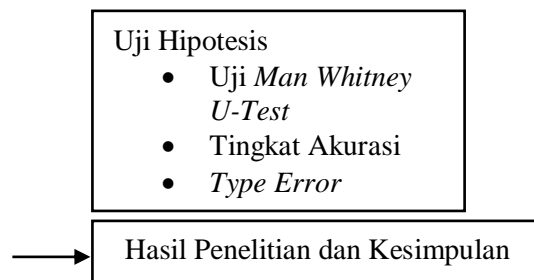 Uji Hipotesis
• Uji Man Whitney
U-Test
• Tingkat Akurasi
• Type Error
Hasil Penelitian dan Kesimpulan